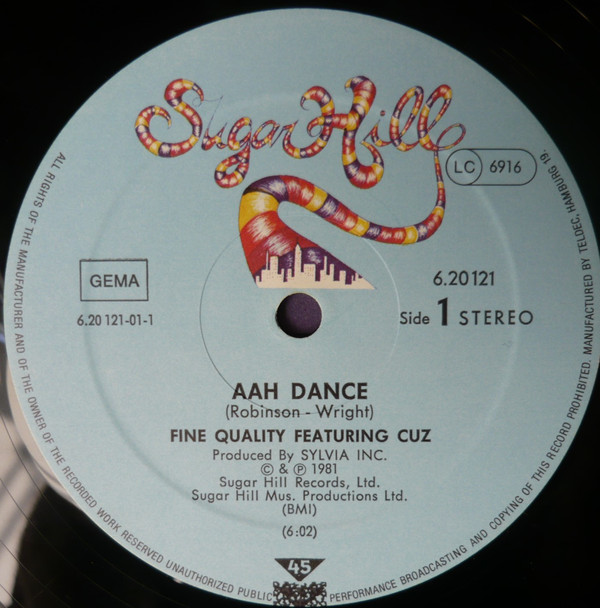 Sugar Hill
LC 6916
GEMA
6.20 121-01-1
6.20121
Side 1 STEREO
AAH DANCE
(Robinson - Wright)
FINE QUALITY FEATURING CUZ
Produced By SYLVIA INC.
© & ℗ 1981
Sugar Hill Records, Ltd.
Sugar Hill Mus. Productions Ltd.
(BMI)
(6:02)
45
ALL RIGHTS OF THE MANUFACTURER AND OF THE OWNER OF THE RECORDED WORK RESERVED UNAUTHORIZED PUBLIC PERFORMANCE BROADCASTING AND COPYING OF THIS RECORD PROHIBITED. MANUFACTURED BY TELDEC, HAMBURG 19.